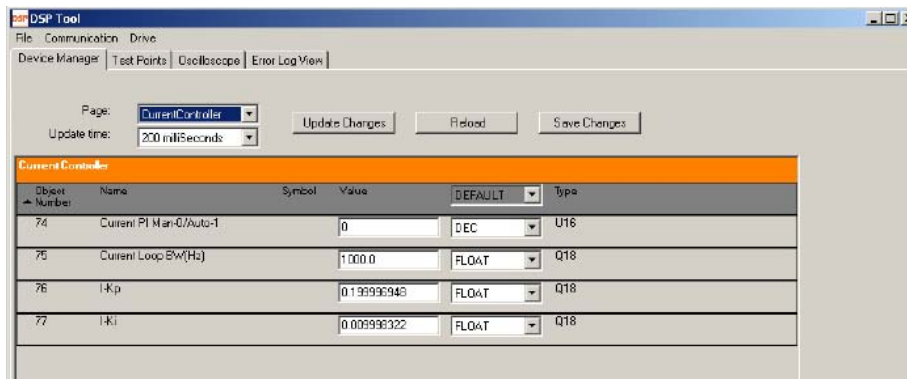 DSP DSP Tool
File Communication Drive
Device Manager Test Points Oscilloscope Error Log View
Page: CurrentController
Update Changes Reload Save Changes
Update time: 200 milliSeconds
Current Controller
Object Number Name Symbol Value DEFAULT Type
74 Current PI Man-0/Auto-1 0 DEC U16
75 Current Loop BW(Hz) 1000.0 FLOAT Q18
76 I-Kp 0.199996948 FLOAT Q18
77 I-Ki 0.009998322 FLOAT Q18